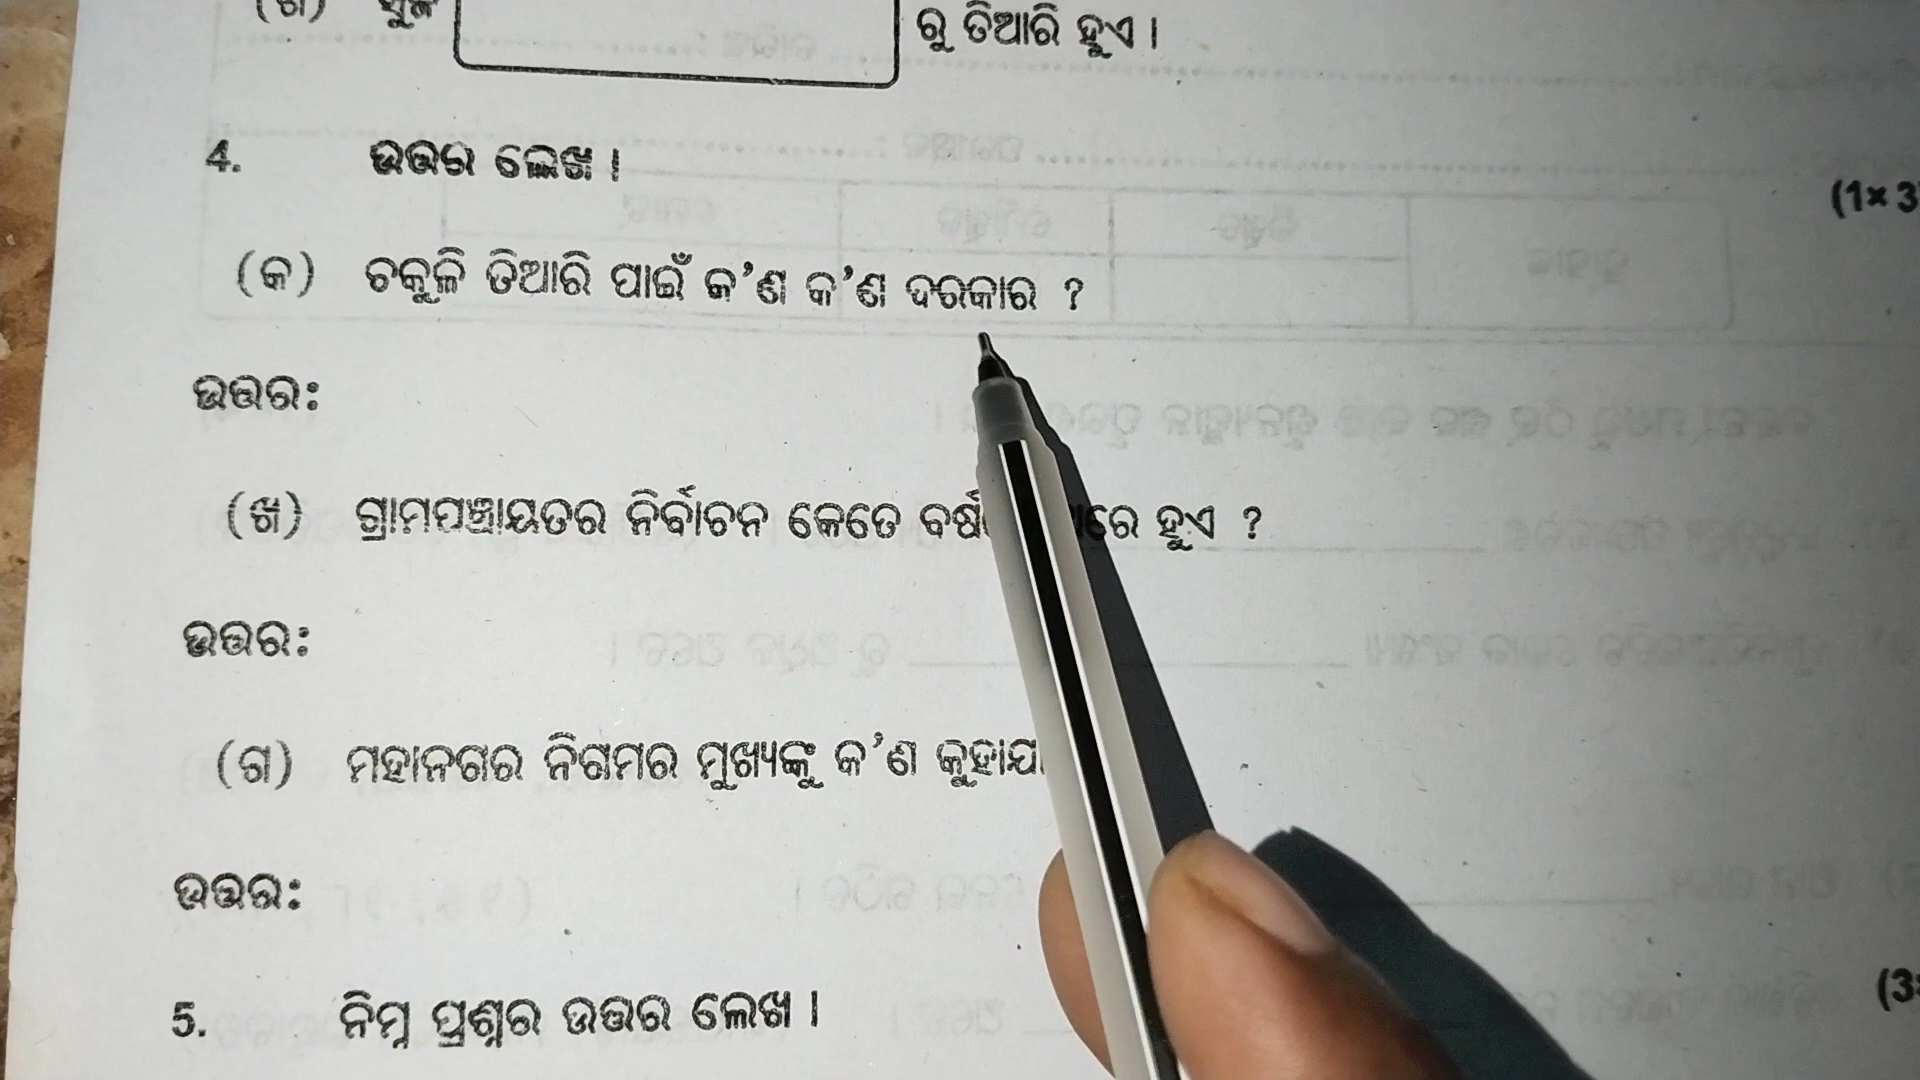 ରୁ ତିଆରି ହୁଏ ।
4. ଉତ୍ତର ଲେଖ ।
(1×3
(କ) ଚକୁଳି ତିଆରି ପାଇଁ କ’ଣ କ’ଣ ଦରକାର ?
ଉତ୍ତରଃ
(ଖ) ଗ୍ରାମପଞ୍ଚାୟତର ନିର୍ବାଚନ କେତେ ହୁଏ ?
ଉତ୍ତରଃ
(ଗ) ମହାନଗର ନିଗମର ମୁଖ୍ୟଙ୍କୁ କ’ଣ
ଉତ୍ତରଃ
5. ନିମ୍ନ ପ୍ରଶ୍ନର ଉତ୍ତର ଲେଖ ।
(3